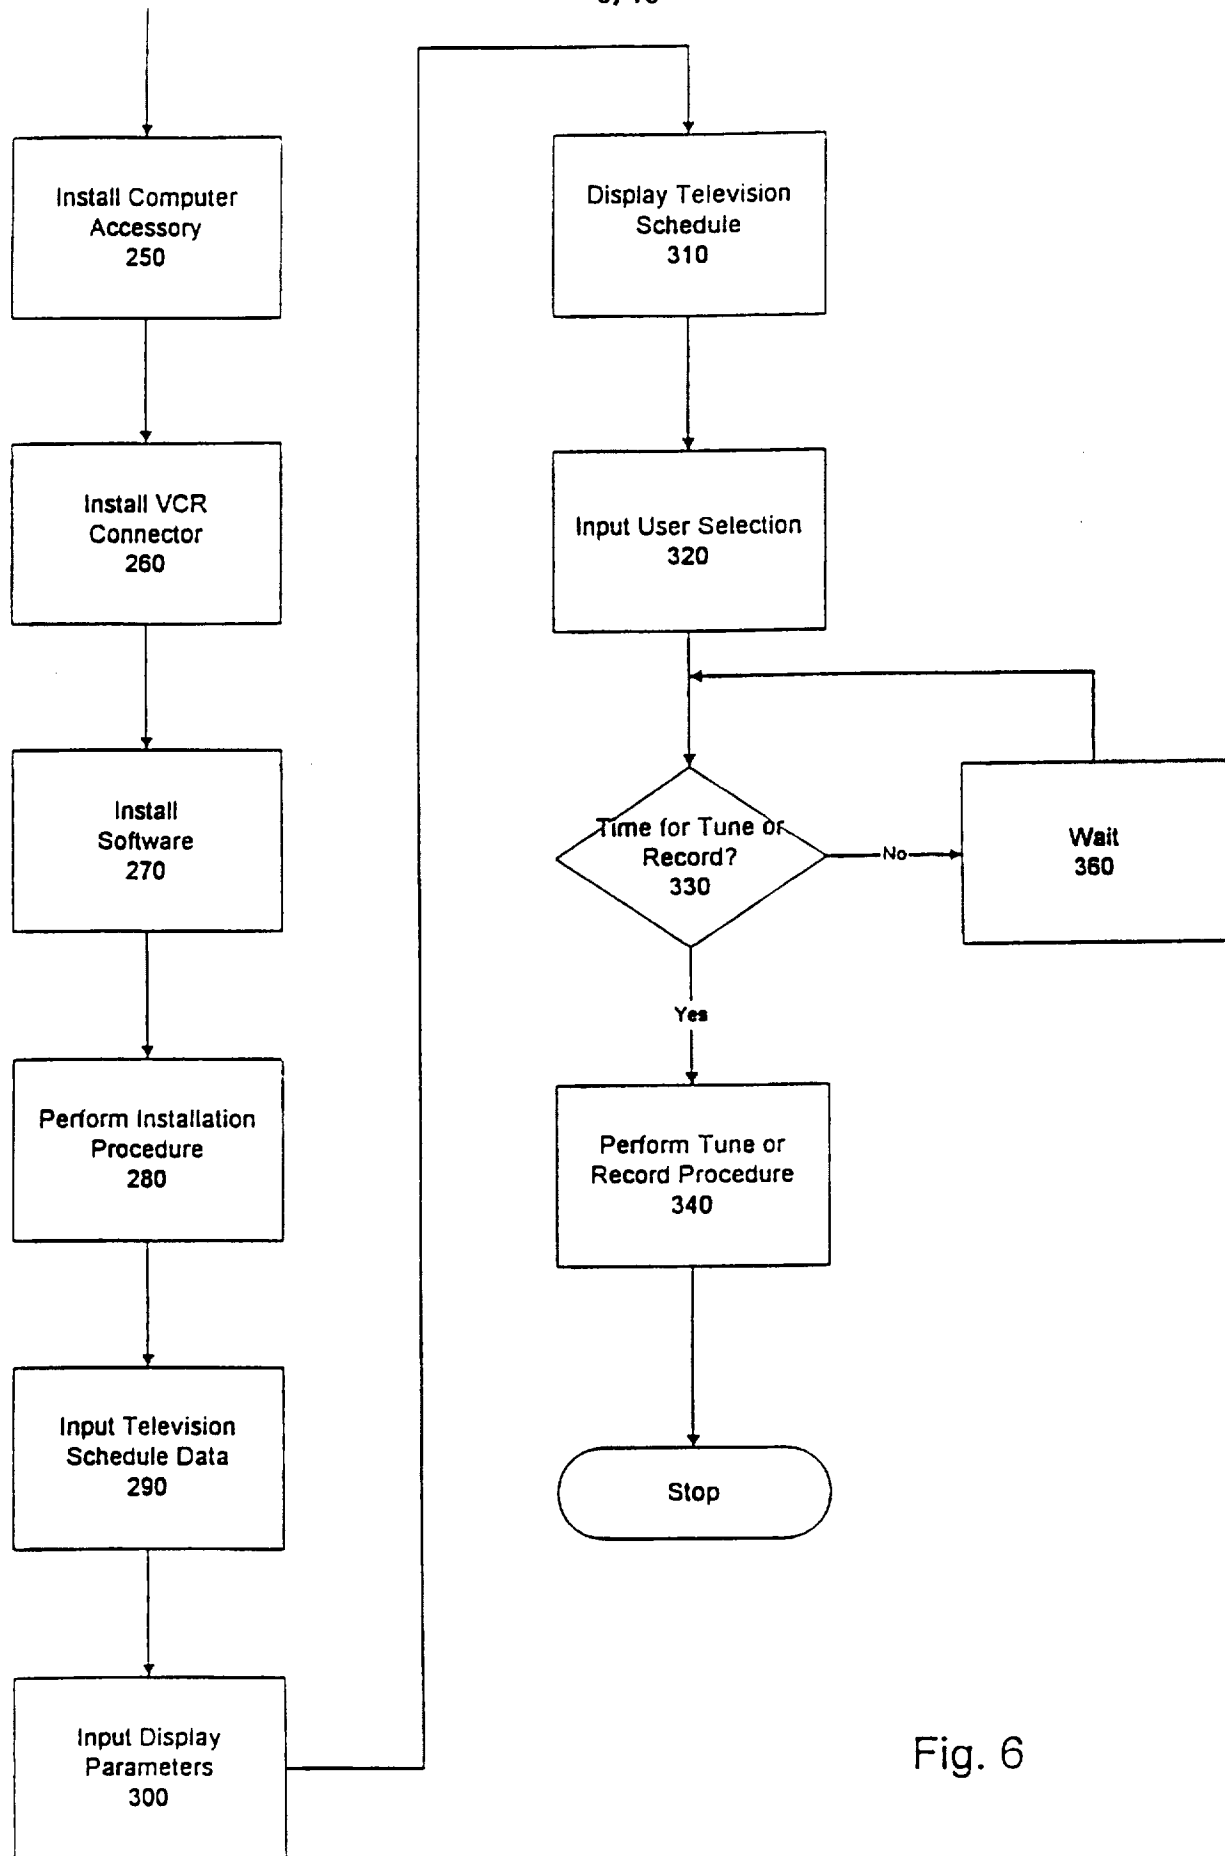 Install Computer
Accessory
250
Install VCR
Connector
260
Install
Software
270
Perform Installation
Procedure
280
Input Television
Schedule Data
290
Input Display
Parameters
300
Display Television
Schedule
310
Input User Selection
320
Time for Tune or
Record?
330
No
Wait
360
Yes
Perform Tune or
Record Procedure
340
Stop
Fig. 6